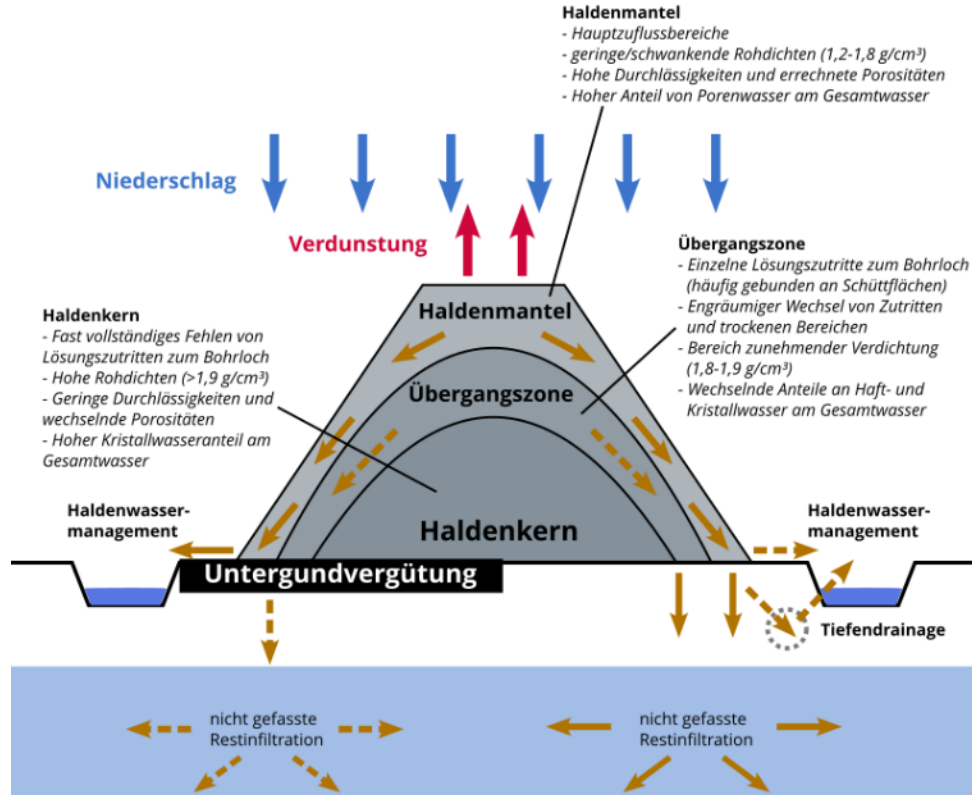 Haldenmantel
- Hauptzuflussbereiche
- geringe/schwankende Rohdichten (1,2-1,8 g/cm³)
- Hohe Durchlässigkeiten und errechnete Porositäten
- Hoher Anteil von Porenwasser am Gesamtwasser
Niederschlag
Verdunstung
Übergangszone
- Einzelne Lösungszutritte zum Bohrloch
(häufig gebunden an Schüttflächen)
- Engräumiger Wechsel von Zutritten
und trockenen Bereichen
- Bereich zunehmender Verdichtung
(1,8-1,9 g/cm³)
- Wechselnde Anteile an Haft- und
Kristallwasser am Gesamtwasser
Haldenkern
- Fast vollständiges Fehlen von
Lösungszutritten zum Bohrloch
- Hohe Rohdichten (>1,9 g/cm³)
- Geringe Durchlässigkeiten und
wechselnde Porositäten
- Hoher Kristallwasseranteil am
Gesamtwasser
Haldenmantel
Übergangszone
Haldenkern
Haldenwasser-
management
Haldenwasser-
management
Untergundvergütung
Tiefendrainage
nicht gefasste
Restinfiltration
nicht gefasste
Restinfiltration